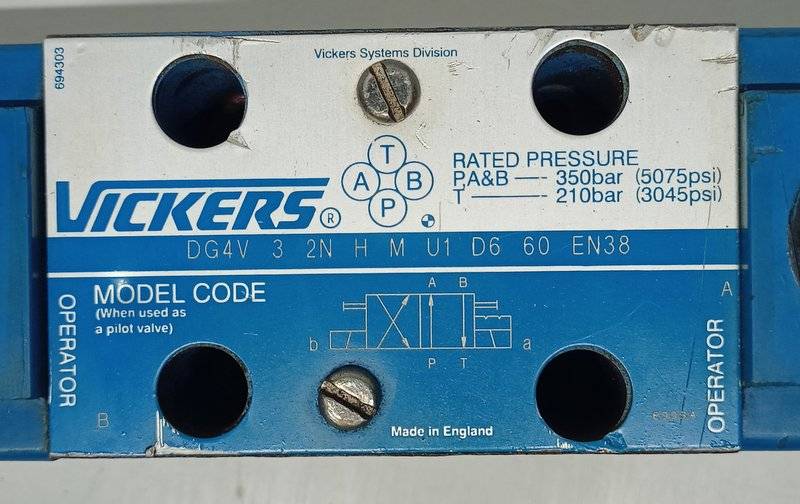 694303
Vickers Systems Division
T
A B
P
VICKERS ®
RATED PRESSURE
P,A&B — 350bar (5075psi)
T — 210bar (3045psi)
DG4V 3 2N H M U1 D6 60 EN38
MODEL CODE
(When used as
a pilot valve)
OPERATOR
B
A B
b a
P T
A
OPERATOR
Made in England